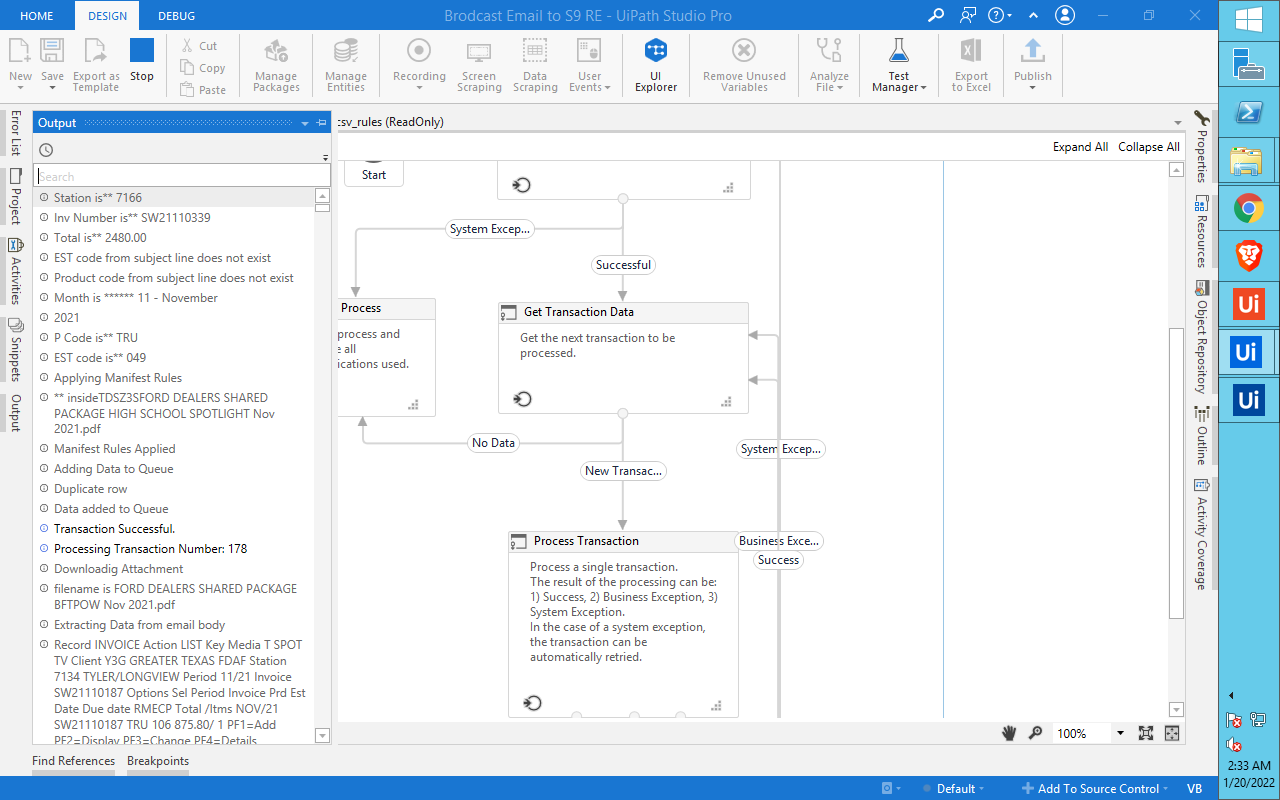 HOME
DESIGN
DEBUG
Brodcast Email to S9 RE - UiPath Studio Pro
New
Save
Export as
Template
Stop
Cut
Copy
Paste
Manage
Packages
Manage
Entities
Recording
Screen
Scraping
Data
Scraping
User
Events
UI
Explorer
Remove Unused
Variables
Analyze
File
Test
Manager
Export
to Excel
Publish
Error List
Project
Activities
Snippets
Output
Output
Search
Station is** 7166
Inv Number is** SW21110339
Total is** 2480.00
EST code from subject line does not exist
Product code from subject line does not exist
Month is ****** 11 - November
2021
P Code is** TRU
EST code is** 049
Applying Manifest Rules
** insideTDSZ3SFORD DEALERS SHARED
PACKAGE HIGH SCHOOL SPOTLIGHT Nov
2021.pdf
Manifest Rules Applied
Adding Data to Queue
Duplicate row
Data added to Queue
Transaction Successful.
Processing Transaction Number: 178
Downloadig Attachment
filename is FORD DEALERS SHARED PACKAGE
BFTPOW Nov 2021.pdf
Extracting Data from email body
Record INVOICE Action LIST Key Media T SPOT
TV Client Y3G GREATER TEXAS FDAF Station
7134 TYLER/LONGVIEW Period 11/21 Invoice
SW21110187 Options Sel Period Invoice Prd Est
Date Due date RMECP Total /Itms NOV/21
SW21110187 TRU 106 875.80/ 1 PF1=Add
PF2=Display PF3=Change PF4=Details
Find References
Breakpoints
:sv_rules (ReadOnly)
Expand All
Collapse All
Start
System Excep...
Successful
Process
process and
e all
ications used.
Get Transaction Data
Get the next transaction to be
processed.
No Data
New Transac...
System Excep...
Process Transaction
Process a single transaction.
The result of the processing can be:
1) Success, 2) Business Exception, 3)
System Exception.
In the case of a system exception,
the transaction can be
automatically retried.
Business Exce...
Success
100%
Properties
Resources
Object Repository
Outline
Activity Coverage
Default
Add To Source Control
VB
Ui
Ui
Ui
2:33 AM
1/20/2022